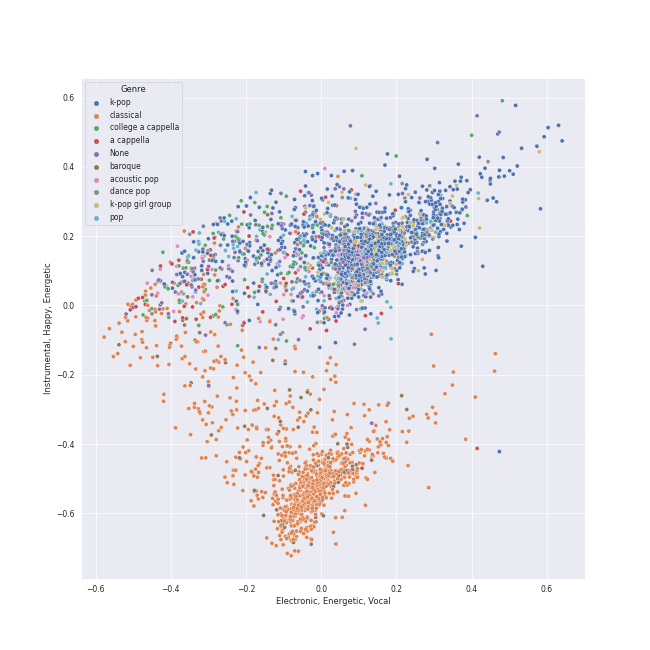 Genre
k-pop
classical
college a cappella
a cappella
None
baroque
acoustic pop
dance pop
k-pop girl group
pop
0.6
0.4
0.2
0.0
−0.2
−0.4
−0.6
Instrumental, Happy, Energetic
−0.6 −0.4 −0.2 0.0 0.2 0.4 0.6
Electronic, Energetic, Vocal